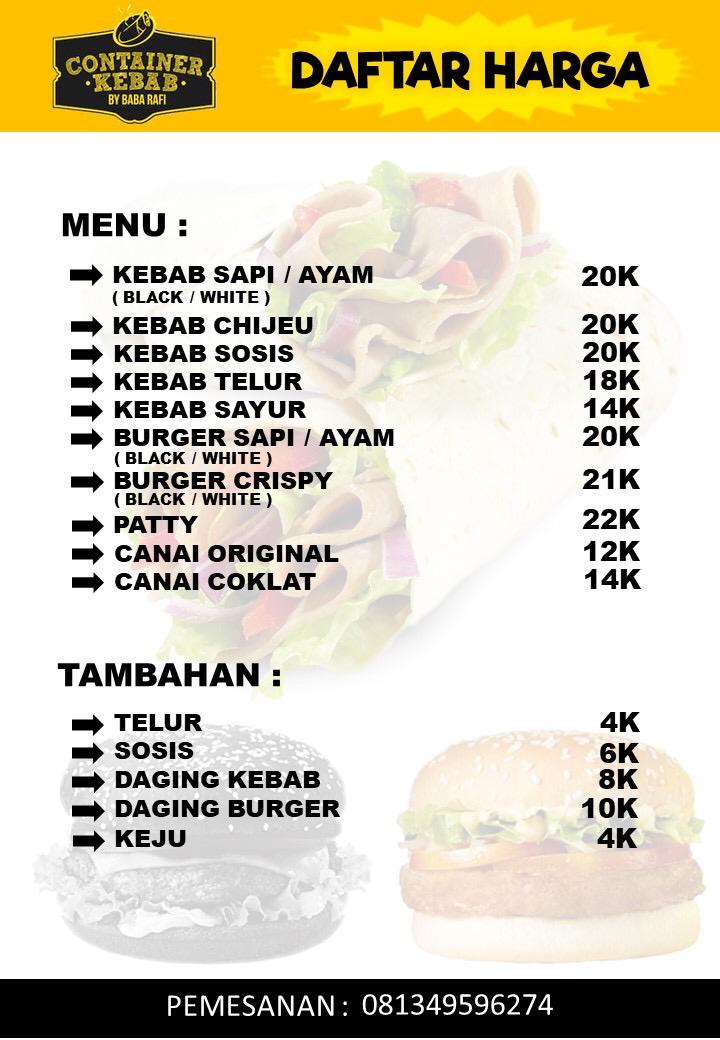 CONTAINER
KEBAB
BY BABA RAFI
DAFTAR HARGA
MENU :
KEBAB SAPI / AYAM 20K
( BLACK / WHITE )
KEBAB CHIJEU 20K
KEBAB SOSIS 20K
KEBAB TELUR 18K
KEBAB SAYUR 14K
BURGER SAPI / AYAM 20K
( BLACK / WHITE )
BURGER CRISPY 21K
( BLACK / WHITE )
PATTY 22K
CANAI ORIGINAL 12K
CANAI COKLAT 14K
TAMBAHAN :
TELUR 4K
SOSIS 6K
DAGING KEBAB 8K
DAGING BURGER 10K
KEJU 4K
PEMESANAN : 081349596274